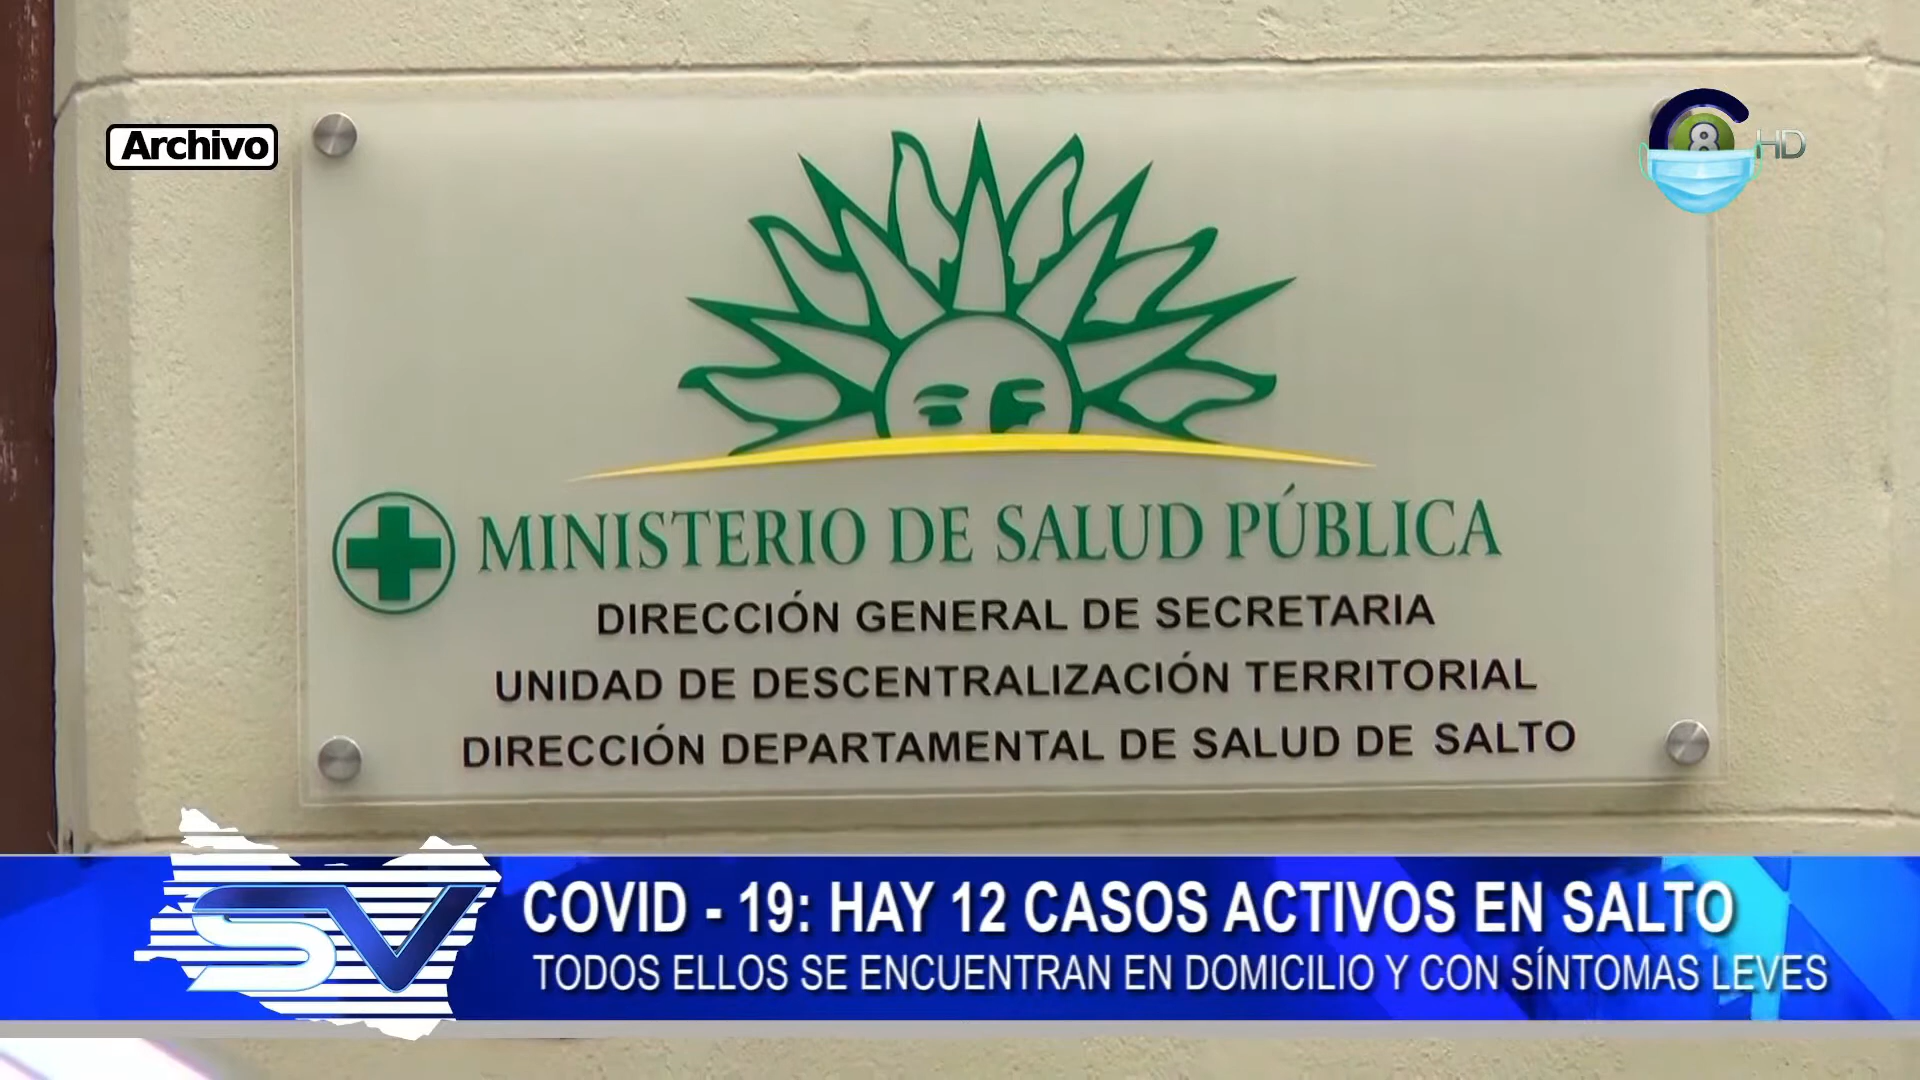 Archivo
8 HD
MINISTERIO DE SALUD PÚBLICA
DIRECCIÓN GENERAL DE SECRETARIA
UNIDAD DE DESCENTRALIZACIÓN TERRITORIAL
DIRECCIÓN DEPARTAMENTAL DE SALUD DE SALTO
SV
COVID - 19: HAY 12 CASOS ACTIVOS EN SALTO
TODOS ELLOS SE ENCUENTRAN EN DOMICILIO Y CON SÍNTOMAS LEVES